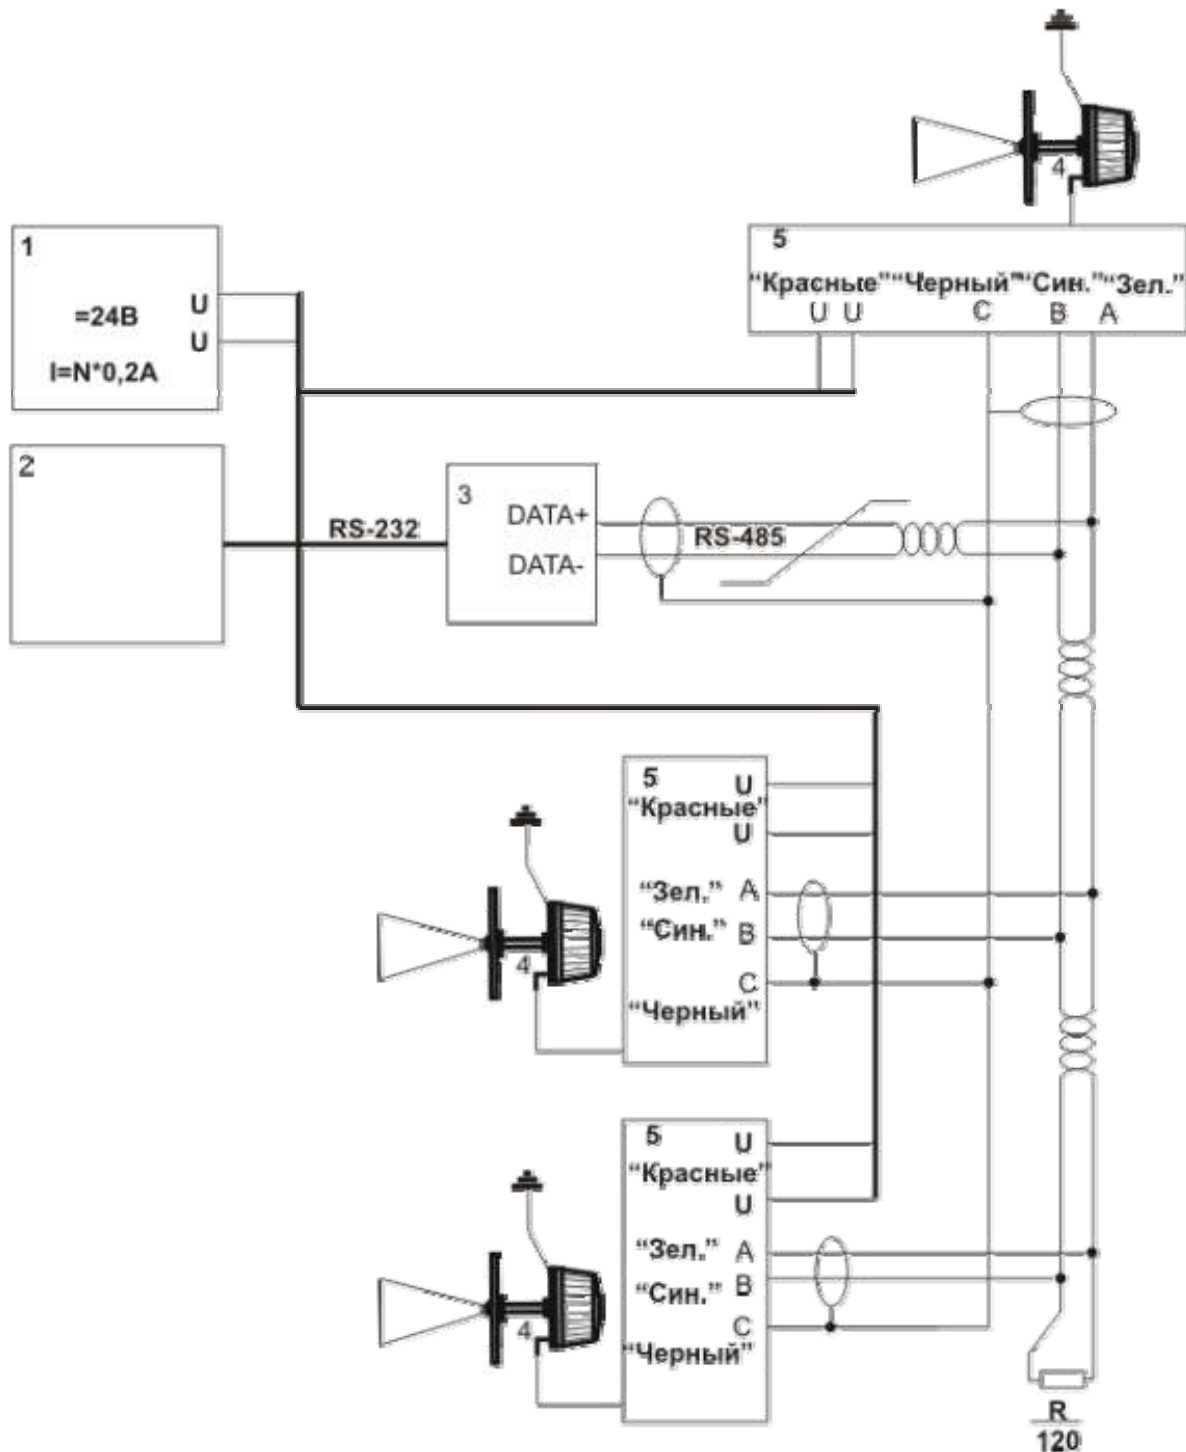 4
5
“Красные” “Черный” “Син.” “Зел.”
U U C B A
1
=24В
U
U
I=N*0,2A
2
3
RS-232
DATA+
DATA-
RS-485
5
U
“Красные”
U
“Зел.” A
“Син.” B
C
“Черный”
4
5
U
“Красные”
U
“Зел.” A
“Син.” B
C
“Черный”
4
R
120